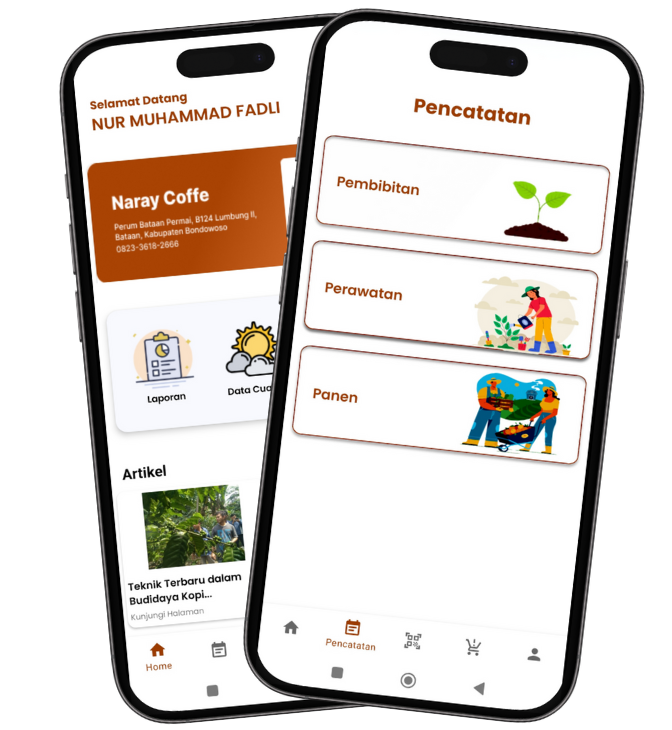 Selamat Datang
NUR MUHAMMAD FADLI
Naray Coffe
Perum Bataan Permai, B124 Lumbung II,
Bataan, Kabupaten Bondowoso
0823-3618-2666
Laporan
Data Cua
Artikel
Teknik Terbaru dalam
Budidaya Kopi...
Kunjungi Halaman
Home
Pencatatan
Pembibitan
Perawatan
Panen
Pencatatan